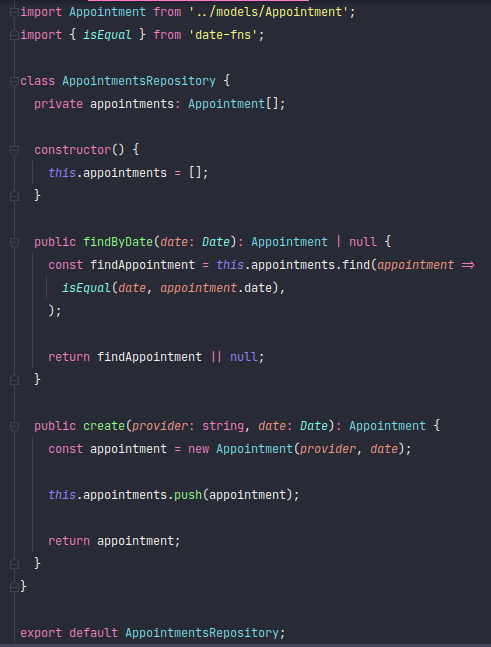 import Appointment from '../models/Appointment';
import { isEqual } from 'date-fns';
class AppointmentsRepository {
private appointments: Appointment[];
constructor() {
this.appointments = [];
}
public findByDate(date: Date): Appointment | null {
const findAppointment = this.appointments.find(appointment =>
isEqual(date, appointment.date),
);
return findAppointment || null;
}
public create(provider: string, date: Date): Appointment {
const appointment = new Appointment(provider, date);
this.appointments.push(appointment);
return appointment;
}
}
export default AppointmentsRepository;